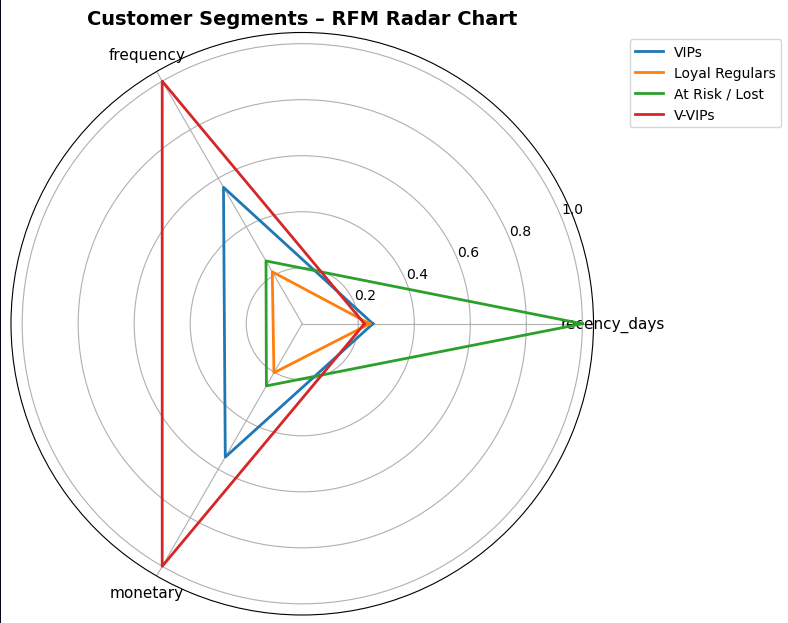 Customer Segments – RFM Radar Chart
frequency
VIPs
Loyal Regulars
At Risk / Lost
V-VIPs
1.0
0.8
0.6
0.4
0.2
recency_days
monetary